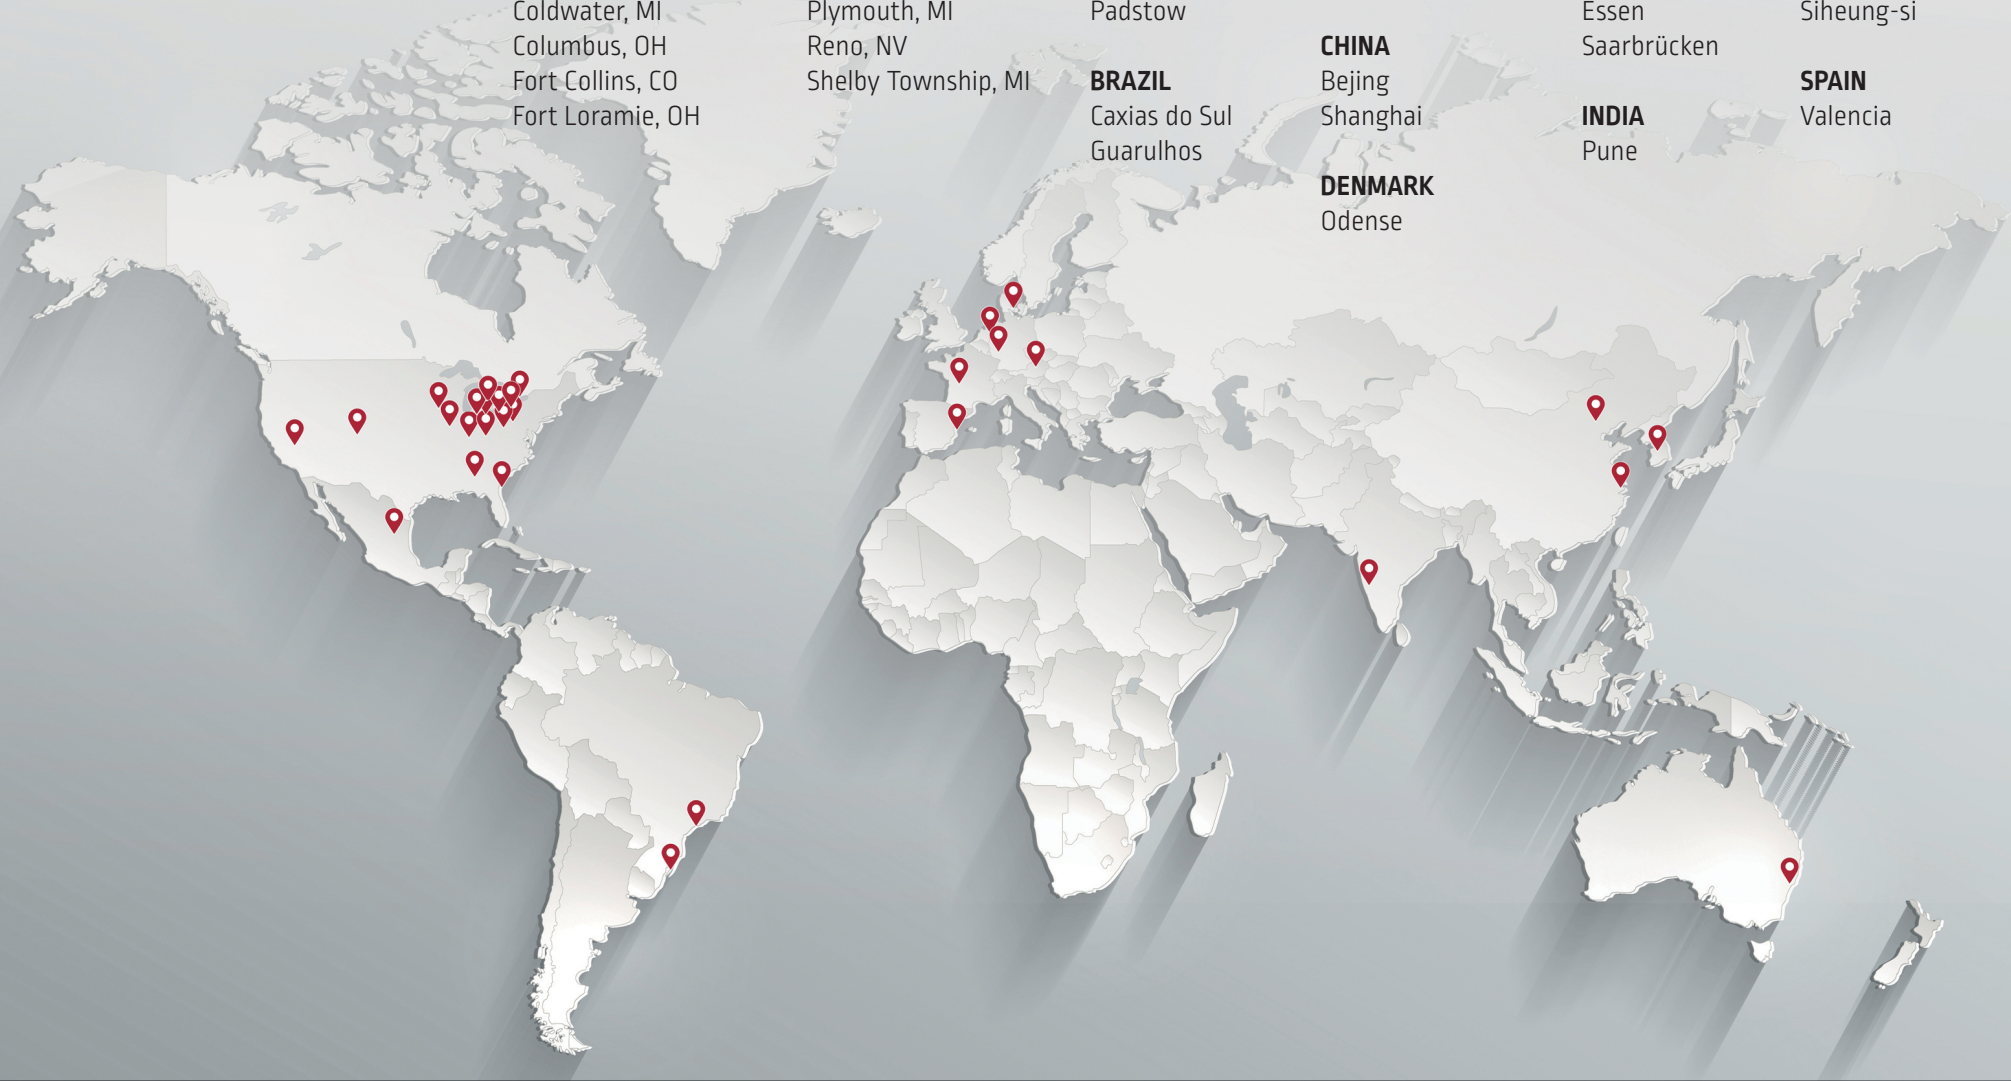 Coldwater, MI
Columbus, OH
Fort Collins, CO
Fort Loramie, OH
Plymouth, MI
Reno, NV
Shelby Township, MI
Padstow
BRAZIL
Caxias do Sul
Guarulhos
CHINA
Bejing
Shanghai
DENMARK
Odense
Essen
Saarbrücken
INDIA
Pune
Siheung-si
SPAIN
Valencia